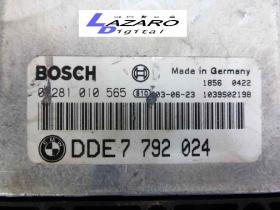 LAZARO
Digital
BOSCH
Made in Germany
1856 0422
0 281 010 565
03-06-23 1039S02198
DDE 7 792 024